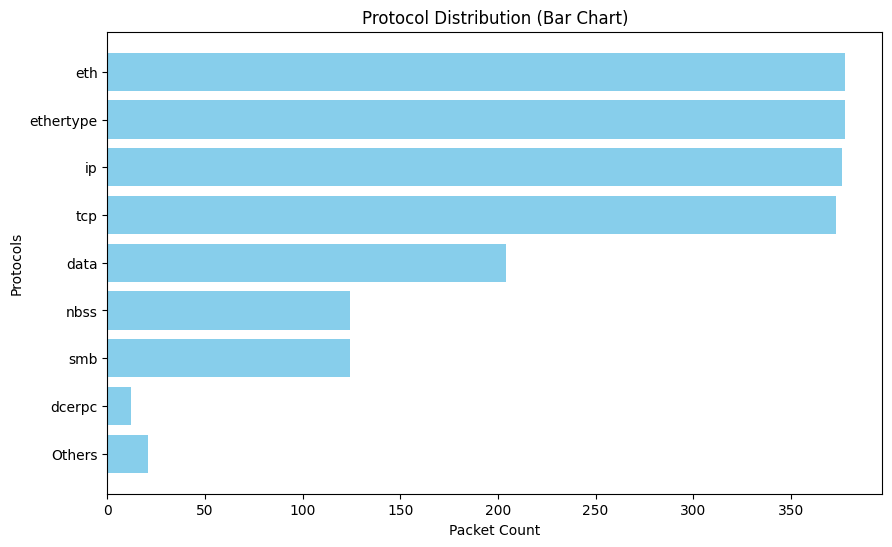 Protocol Distribution (Bar Chart)
eth
ethertype
ip
tcp
data
nbss
smb
dcerpc
Others
Protocols
0 50 100 150 200 250 300 350
Packet Count